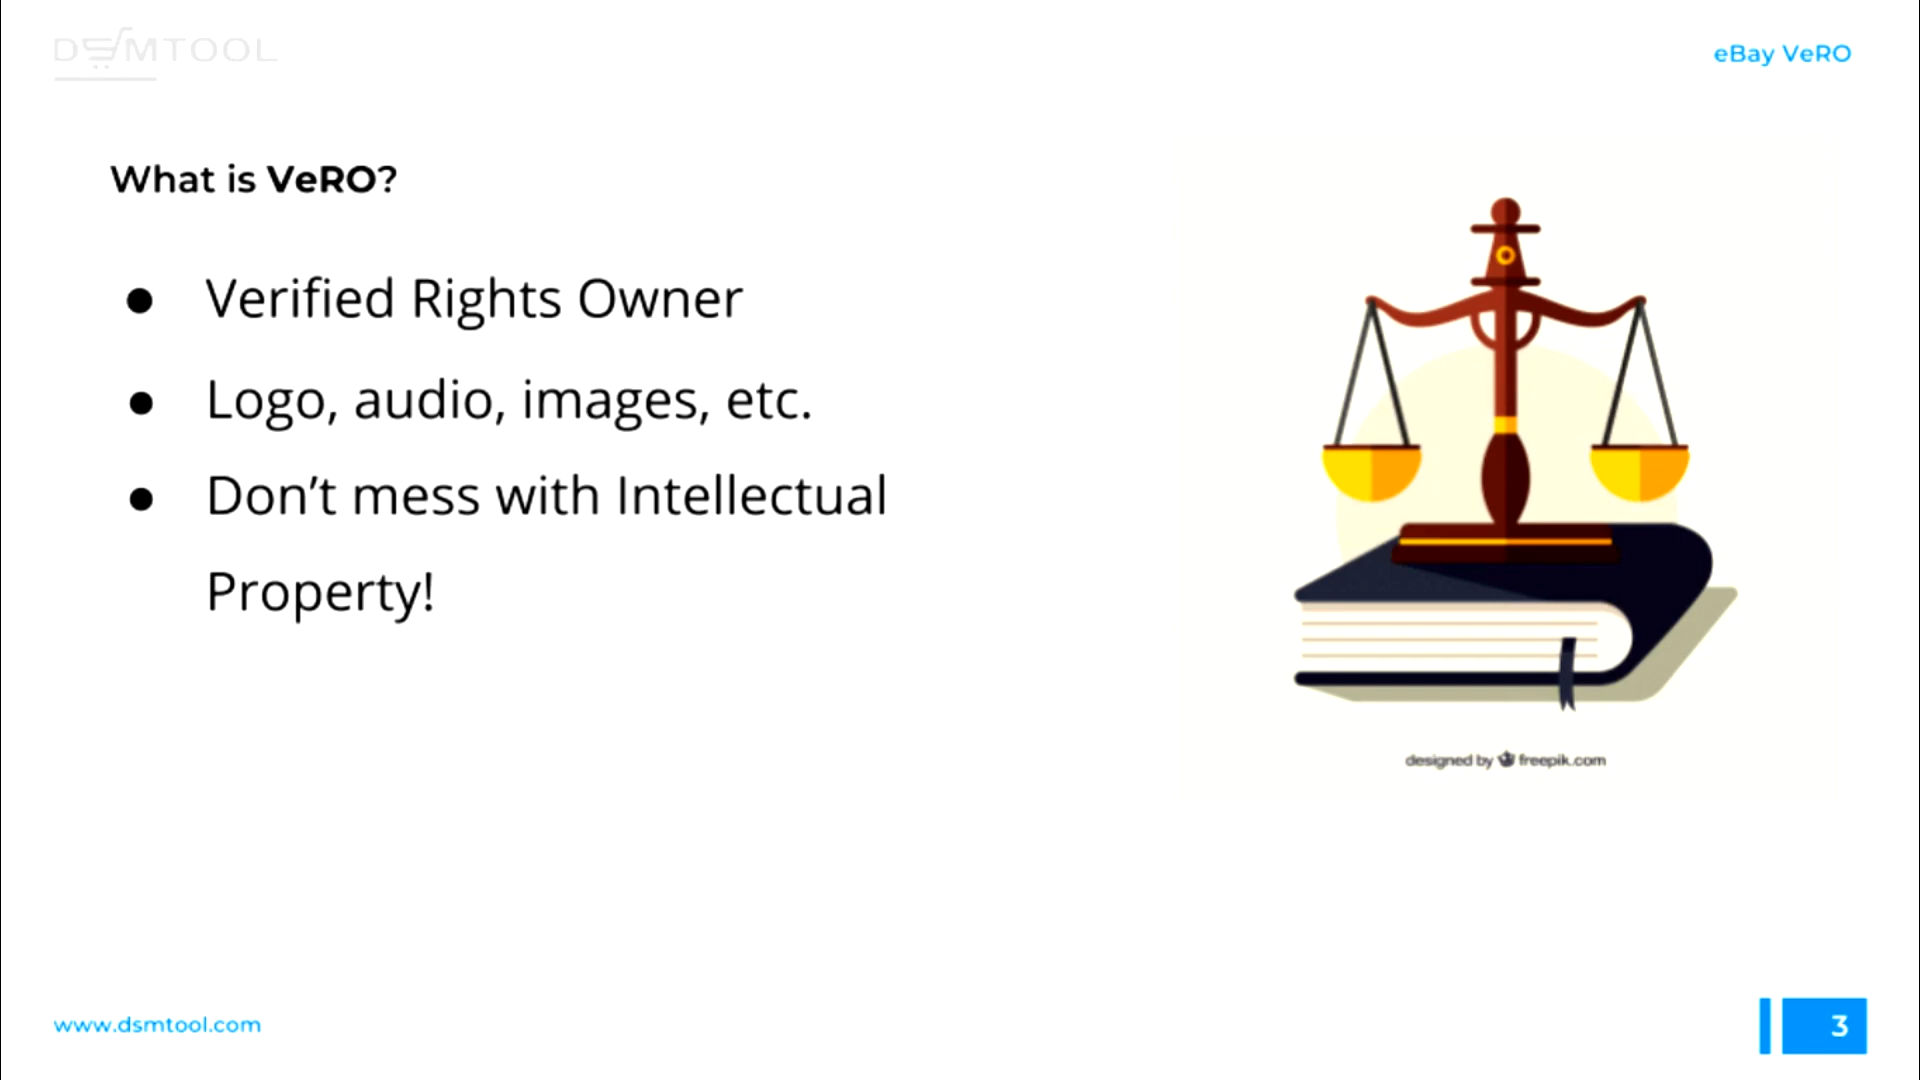 DSMTOOL
eBay VeRO
What is VeRO?
● Verified Rights Owner
● Logo, audio, images, etc.
● Don’t mess with Intellectual
Property!
designed by freepik.com
www.dsmtool.com
3